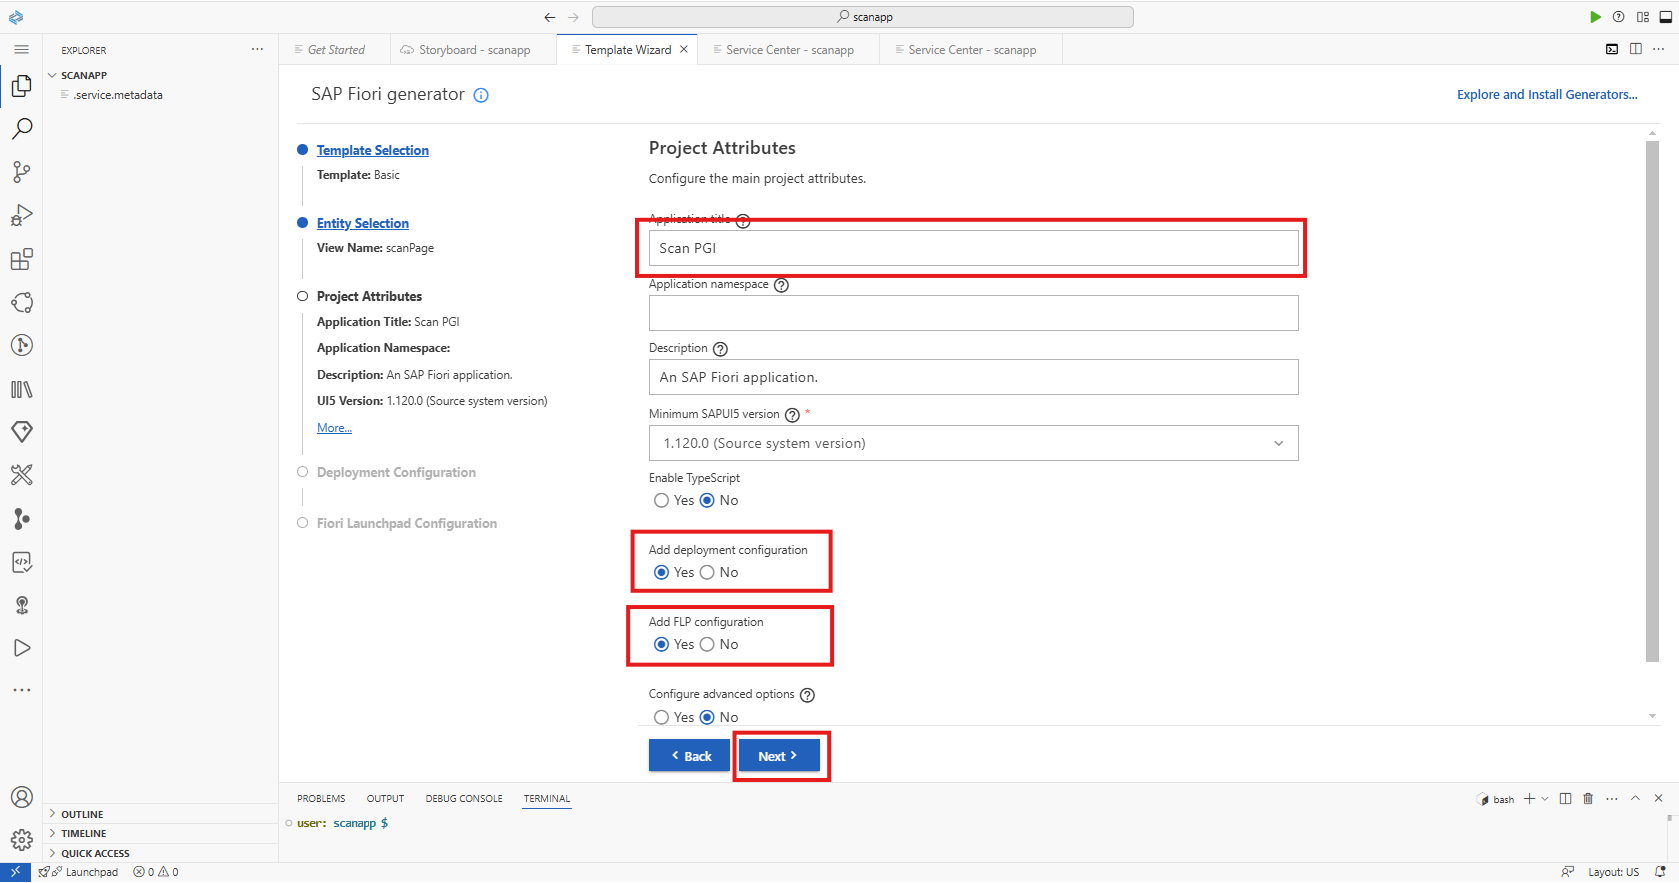 scanapp
EXPLORER
SCANAPP
.service.metadata
Get Started
Storyboard - scanapp
Template Wizard
Service Center - scanapp
Service Center - scanapp
SAP Fiori generator
Explore and Install Generators...
Template Selection
Template: Basic
Entity Selection
View Name: scanPage
Project Attributes
Application Title: Scan PGI
Application Namespace:
Description: An SAP Fiori application.
UI5 Version: 1.120.0 (Source system version)
More...
Deployment Configuration
Fiori Launchpad Configuration
Project Attributes
Configure the main project attributes.
Application title
Scan PGI
Application namespace
Description
An SAP Fiori application.
Minimum SAPUI5 version *
1.120.0 (Source system version)
Enable TypeScript
Yes No
Add deployment configuration
Yes No
Add FLP configuration
Yes No
Configure advanced options
Yes No
Back
Next
PROBLEMS OUTPUT DEBUG CONSOLE TERMINAL
bash
user: scanapp $
OUTLINE
TIMELINE
QUICK ACCESS
Launchpad
0 0
Layout: US